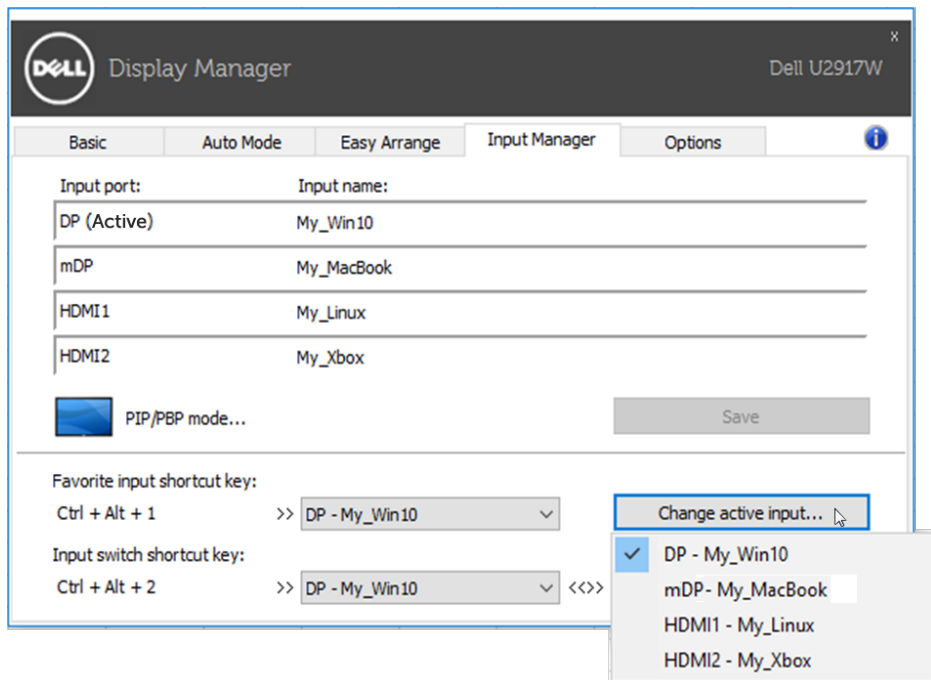 x
DELL Display Manager Dell U2917W
Basic Auto Mode Easy Arrange Input Manager Options i
Input port: Input name:
DP (Active) My_Win10
mDP My_MacBook
HDMI1 My_Linux
HDMI2 My_Xbox
PIP/PBP mode... Save
Favorite input shortcut key:
Ctrl + Alt + 1 >> DP - My_Win10 Change active input...
Input switch shortcut key:
Ctrl + Alt + 2 >> DP - My_Win10 <<>>
DP - My_Win10
mDP- My_MacBook
HDMI1 - My_Linux
HDMI2 - My_Xbox